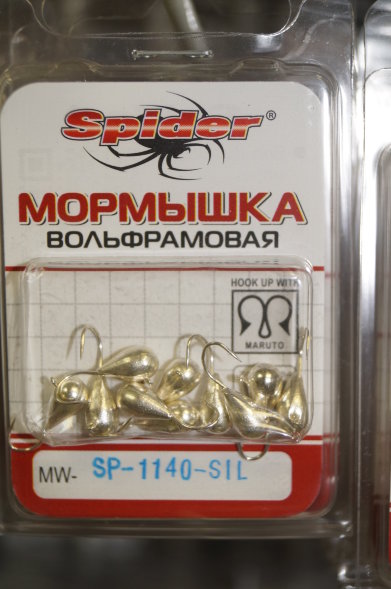 Spider®
МОРМЫШКА
ВОЛЬФРАМОВАЯ
HOOK UP WITH
MARUTO
MW- SP-1140-SIL